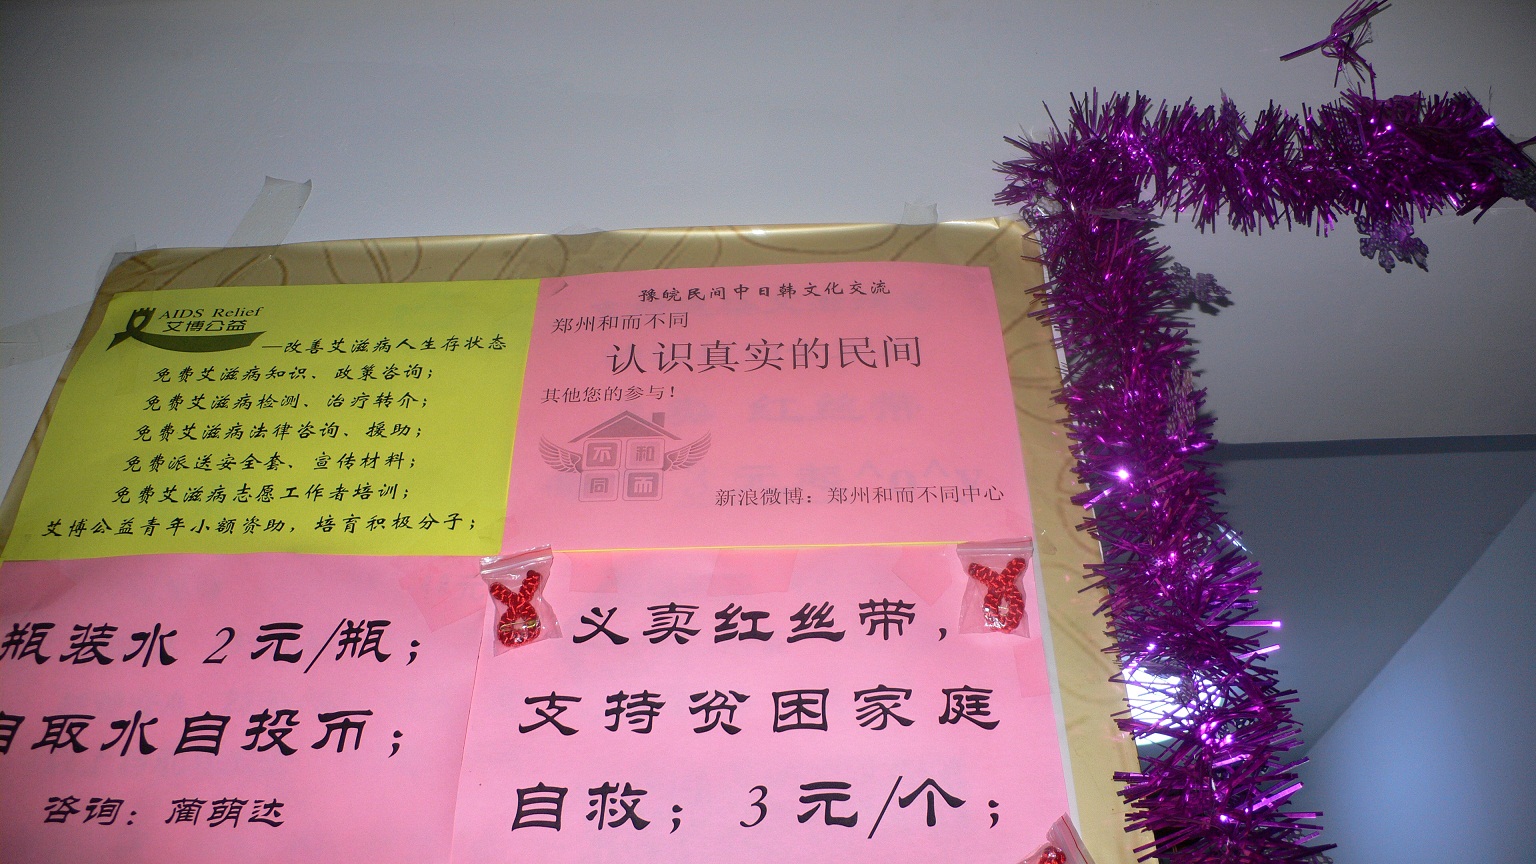 AIDS Relief
艾博公益
—改善艾滋病人生存状态
免费艾滋病知识、政策咨询；
免费艾滋病检测、治疗转介；
免费艾滋病法律咨询、援助；
免费派送安全套、宣传材料；
免费艾滋病志愿工作者培训；
艾博公益青年小额资助，培育积极分子；
豫皖民间中日韩文化交流
郑州和而不同
认识真实的民间
其他您的参与！
不和
同而
新浪微博：郑州和而不同中心
瓶装水 2 元/瓶；
自取水自投币；
咨询：蔺萌达
义卖红丝带，
支持贫困家庭
自救；3 元/个；